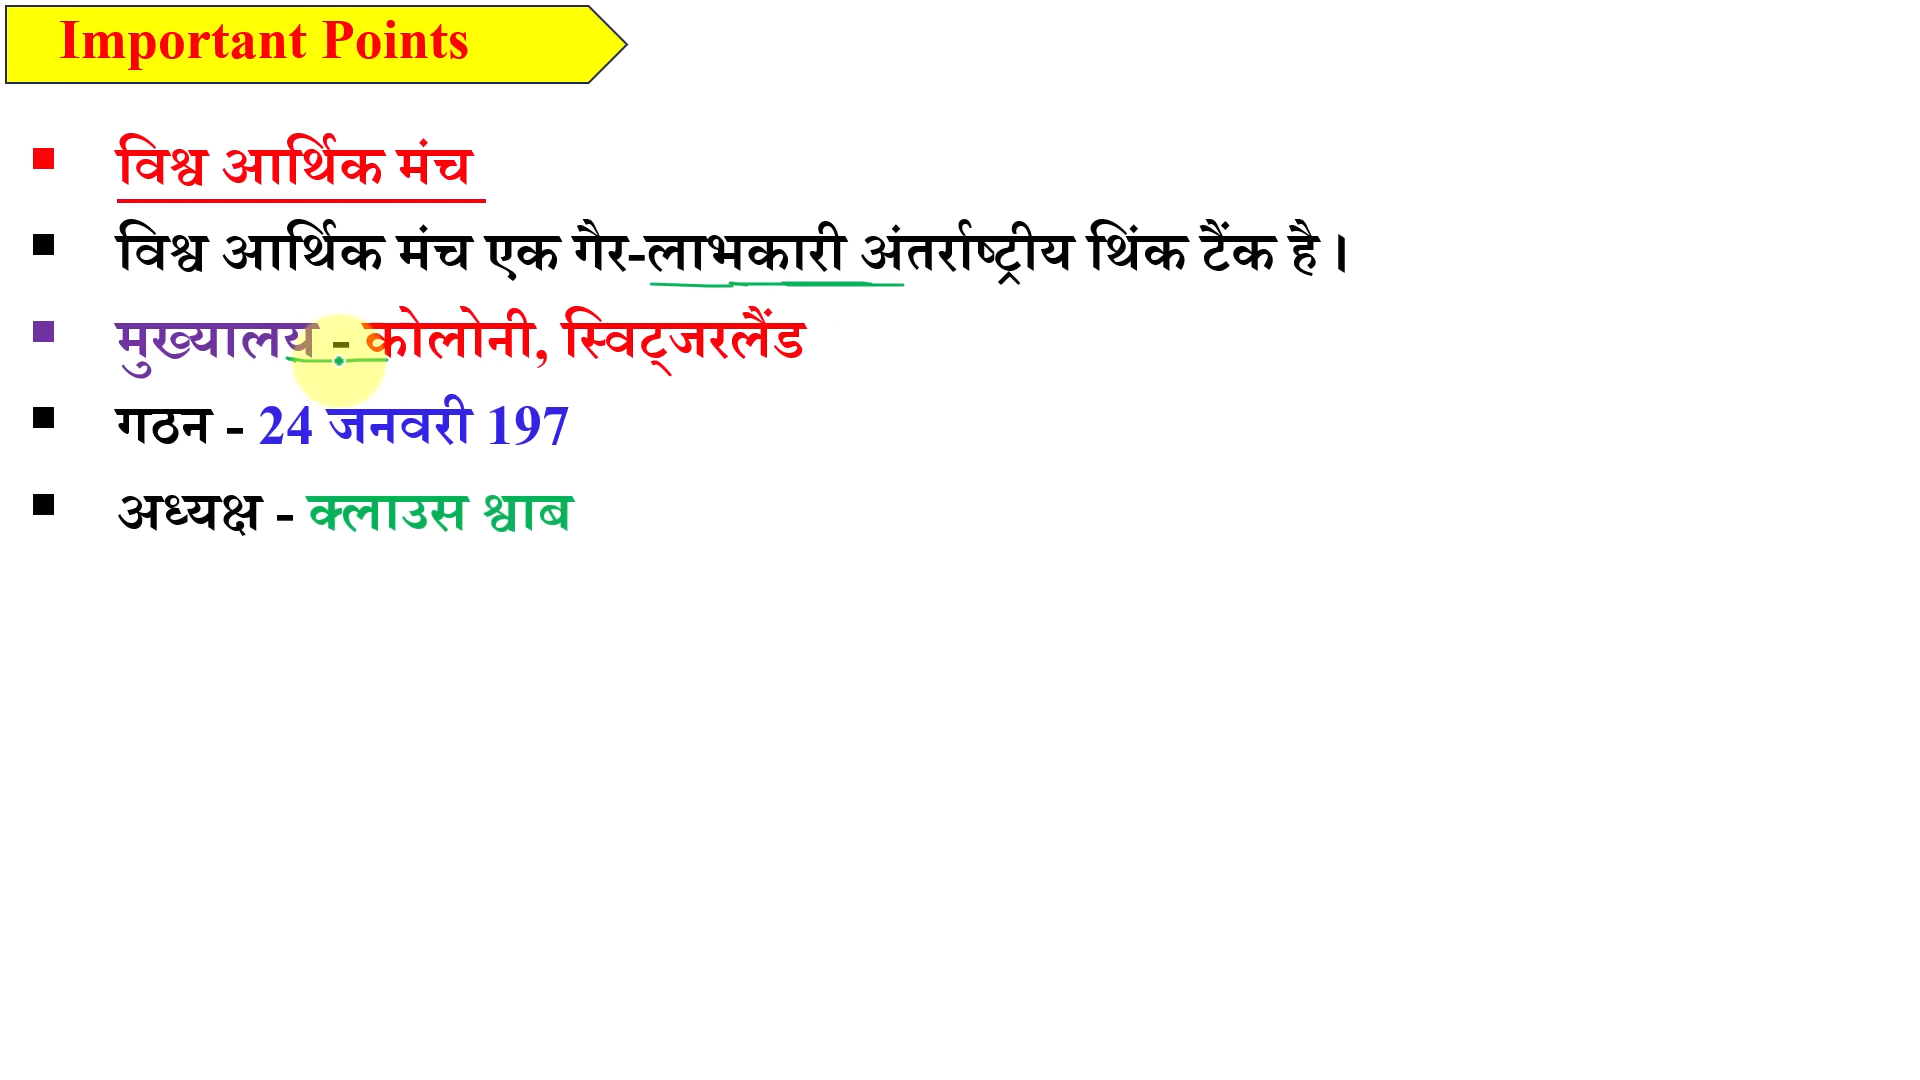 Important Points
विश्व आर्थिक मंच
विश्व आर्थिक मंच एक गैर-लाभकारी अंतर्राष्ट्रीय थिंक टैंक है।
मुख्यालय - कोलोनी, स्विट्जरलैंड
गठन - 24 जनवरी 197
अध्यक्ष - क्लाउस श्वाब